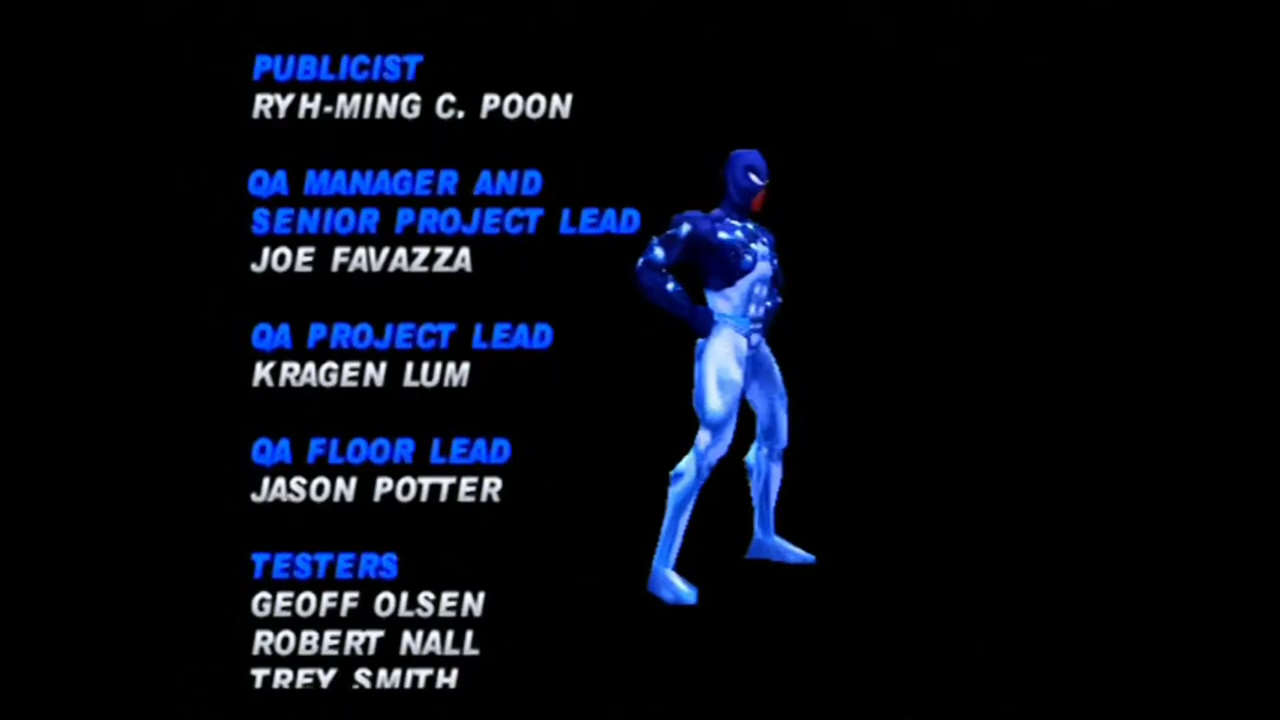 PUBLICIST
RYH-MING C. POON
QA MANAGER AND
SENIOR PROJECT LEAD
JOE FAVAZZA
QA PROJECT LEAD
KRAGEN LUM
QA FLOOR LEAD
JASON POTTER
TESTERS
GEOFF OLSEN
ROBERT NALL
TREY SMITH